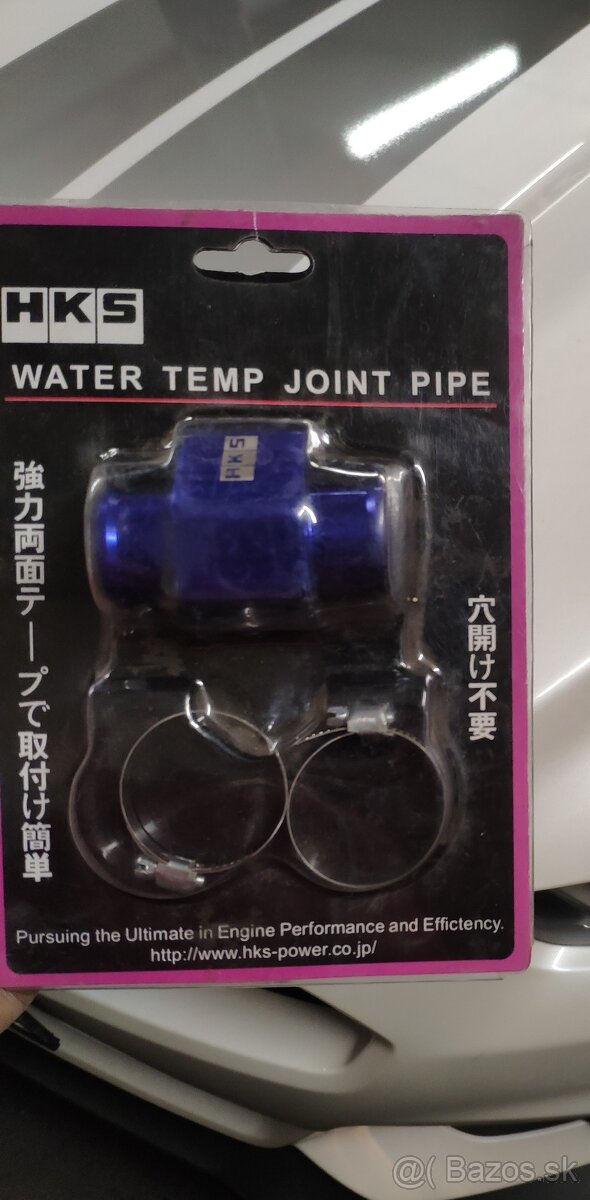 HKS
WATER TEMP JOINT PIPE
HKS
強力両面テープで取付け簡単
穴開け不要
Pursuing the Ultimate in Engine Performance and Effictency.
http://www.hks-power.co.jp/
@( Bazos.sk